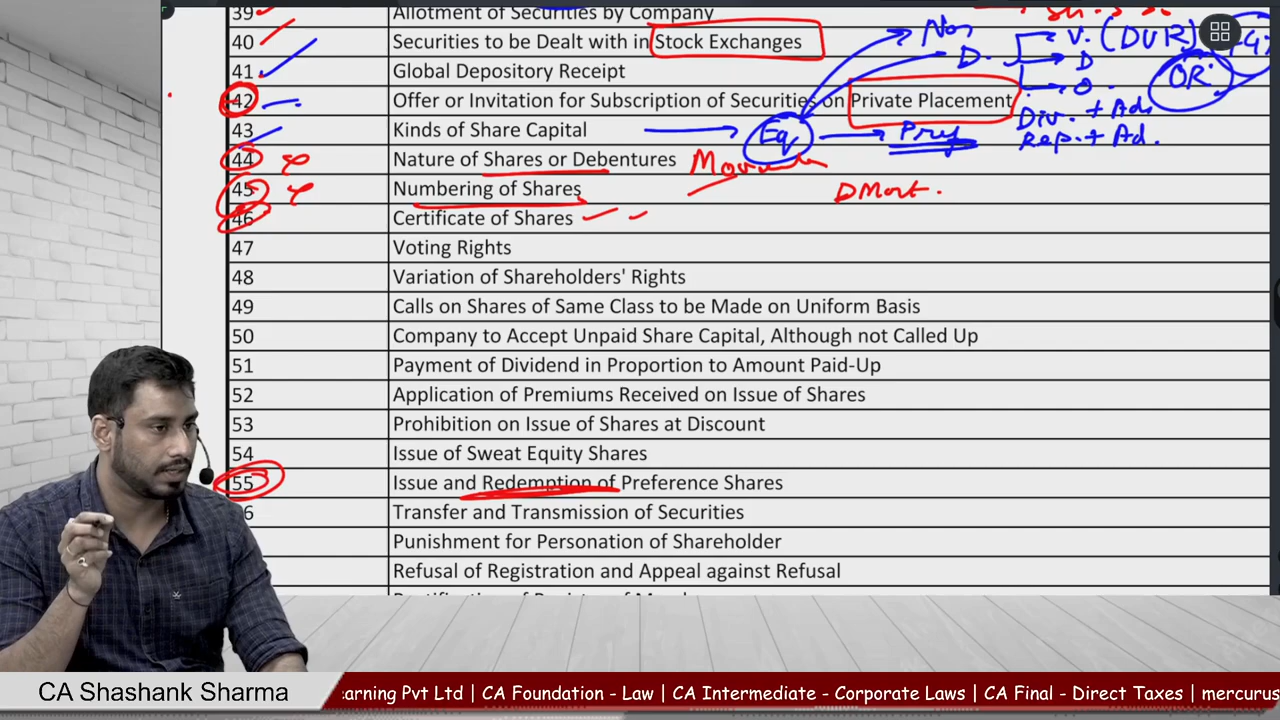 39 Allotment of Securities by Company
40 Securities to be Dealt with in Stock Exchanges
41 Global Depository Receipt
42 Offer or Invitation for Subscription of Securities on Private Placement
43 Kinds of Share Capital
44 Nature of Shares or Debentures
45 Numbering of Shares
46 Certificate of Shares
47 Voting Rights
48 Variation of Shareholders' Rights
49 Calls on Shares of Same Class to be Made on Uniform Basis
50 Company to Accept Unpaid Share Capital, Although not Called Up
51 Payment of Dividend in Proportion to Amount Paid-Up
52 Application of Premiums Received on Issue of Shares
53 Prohibition on Issue of Shares at Discount
54 Issue of Sweat Equity Shares
55 Issue and Redemption of Preference Shares
6 Transfer and Transmission of Securities
Punishment for Personation of Shareholder
Refusal of Registration and Appeal against Refusal
Non
D.
V. (DVR)
D
O
OR
Eq
Div. + Ad.
Rep. + Ad.
DMat.
CA Shashank Sharma
earning Pvt Ltd | CA Foundation - Law | CA Intermediate - Corporate Laws | CA Final - Direct Taxes | mercurus